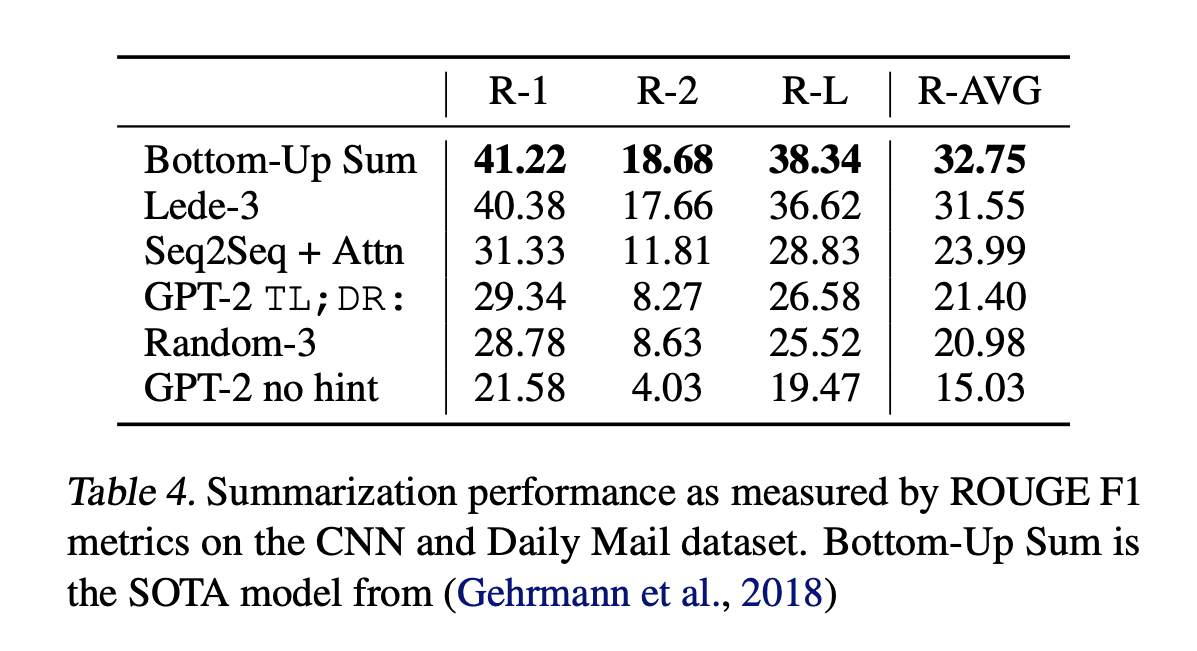 R-1 R-2 R-L R-AVG
Bottom-Up Sum 41.22 18.68 38.34 32.75
Lede-3 40.38 17.66 36.62 31.55
Seq2Seq + Attn 31.33 11.81 28.83 23.99
GPT-2 TL;DR: 29.34 8.27 26.58 21.40
Random-3 28.78 8.63 25.52 20.98
GPT-2 no hint 21.58 4.03 19.47 15.03
Table 4. Summarization performance as measured by ROUGE F1
metrics on the CNN and Daily Mail dataset. Bottom-Up Sum is
the SOTA model from (Gehrmann et al., 2018)